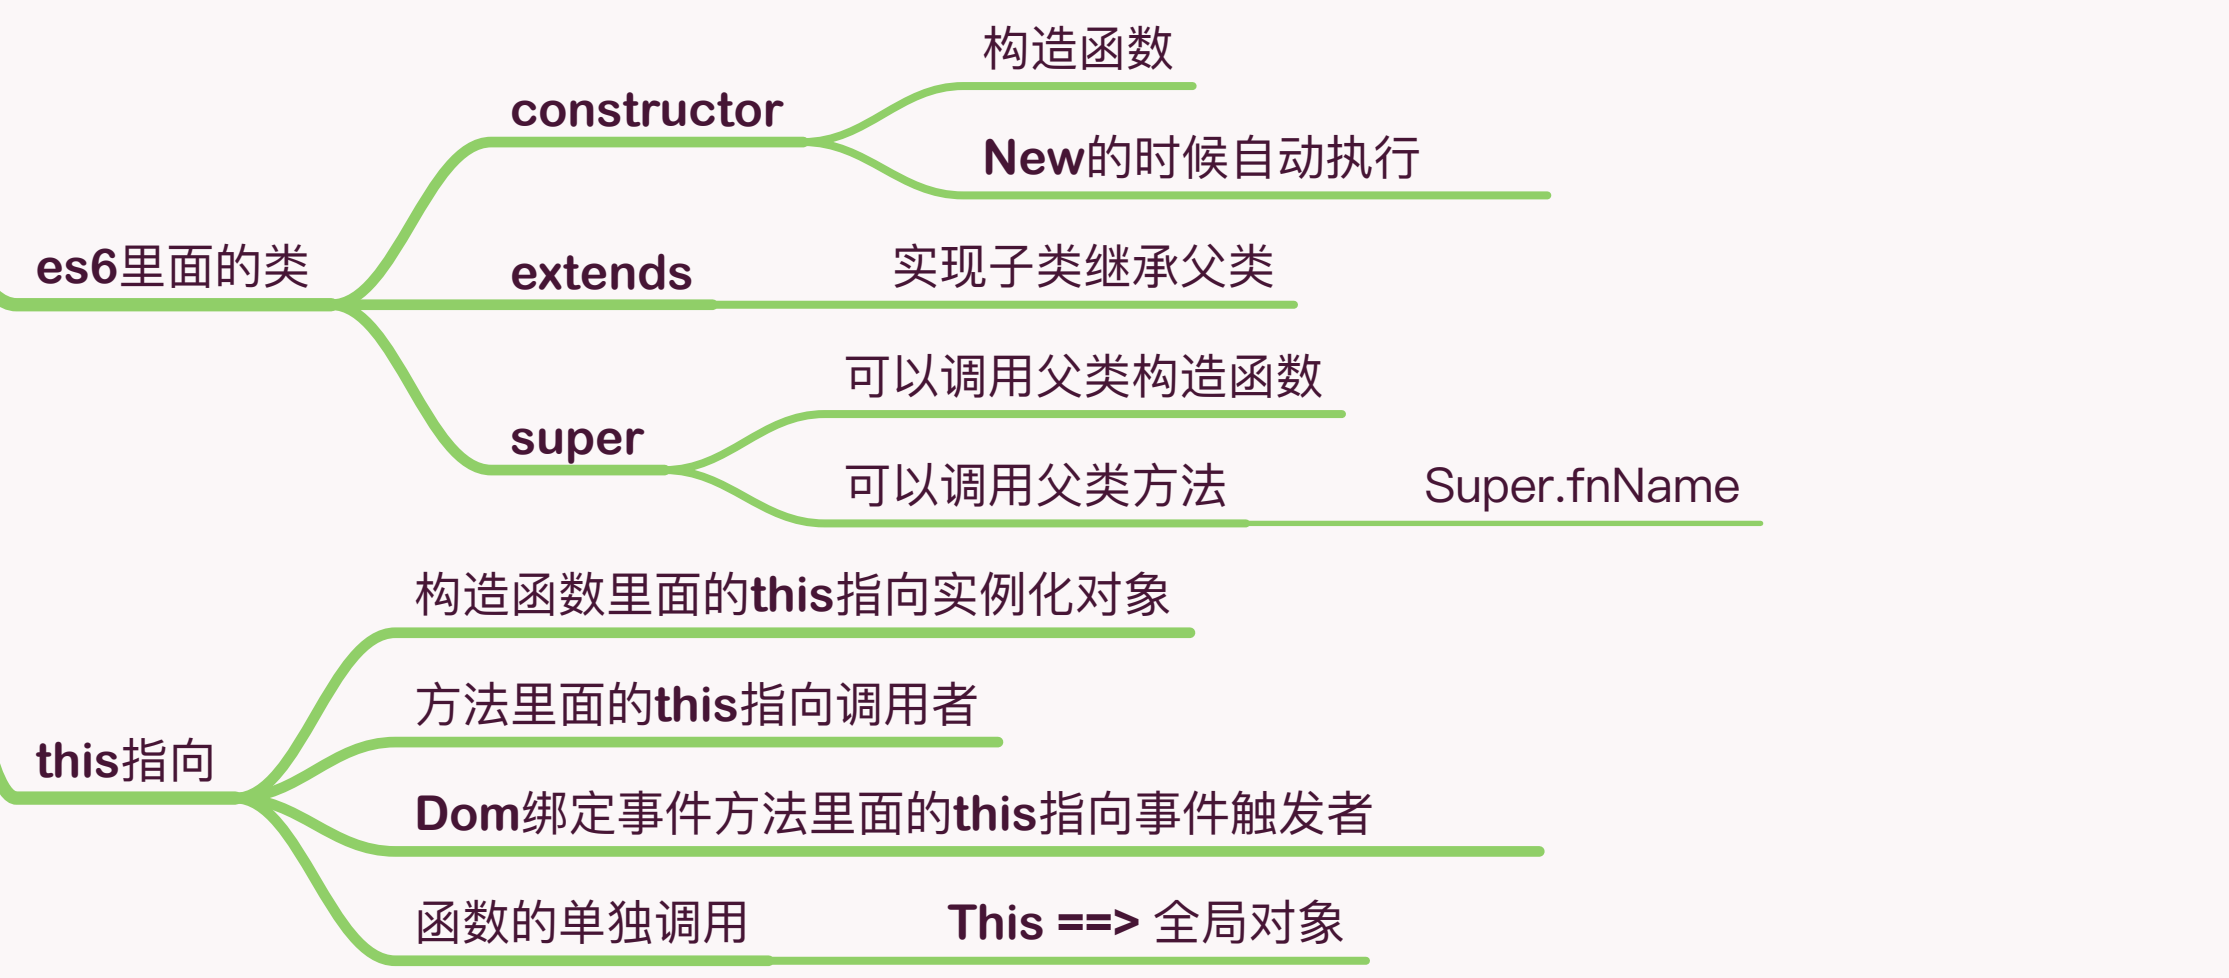 es6里面的类
constructor
构造函数
New的时候自动执行
extends
实现子类继承父类
super
可以调用父类构造函数
可以调用父类方法
Super.fnName
this指向
构造函数里面的this指向实例化对象
方法里面的this指向调用者
Dom绑定事件方法里面的this指向事件触发者
函数的单独调用
This ==> 全局对象